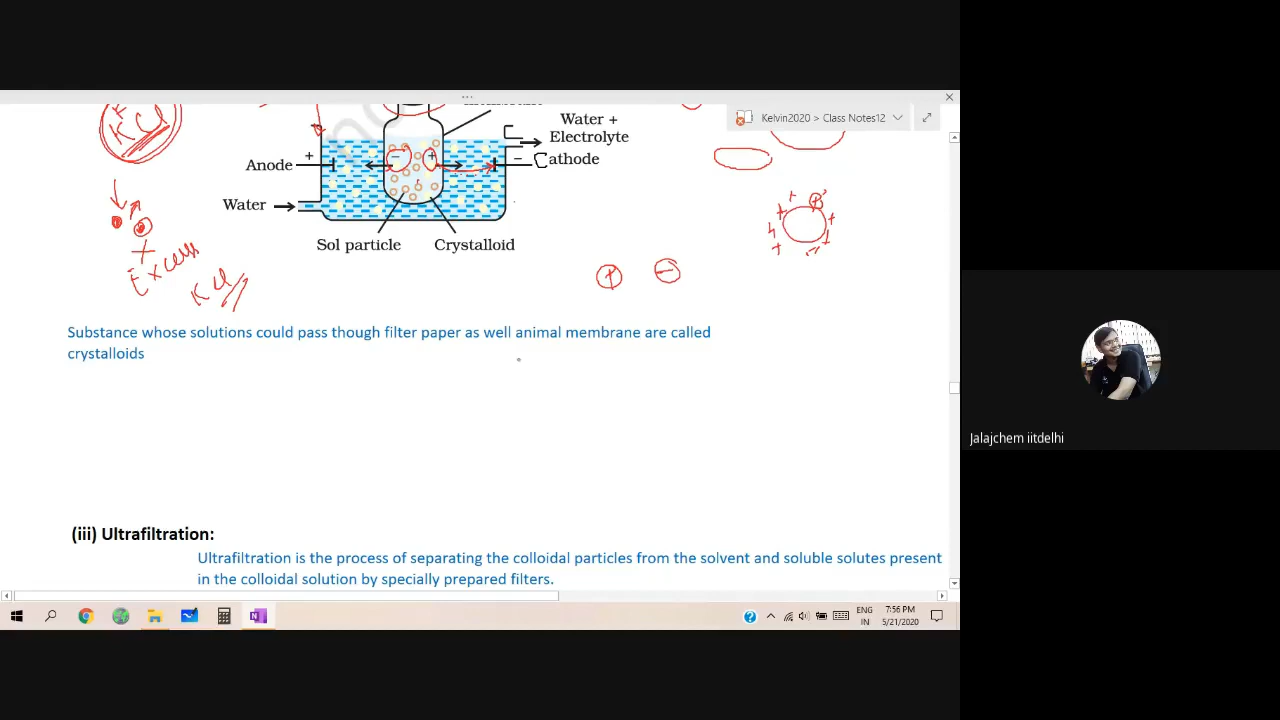 Kelvin2020 > Class Notes12
Water +
Electrolyte
KCl
Anode
+
−
+
−
Cathode
Water
Sol particle
Crystalloid
Excess
KCl
+
−
Substance whose solutions could pass though filter paper as well animal membrane are called
crystalloids
Jalajchem iitdelhi
(iii) Ultrafiltration:
Ultrafiltration is the process of separating the colloidal particles from the solvent and soluble solutes present
in the colloidal solution by specially prepared filters.
ENG
IN
7:56 PM
5/21/2020